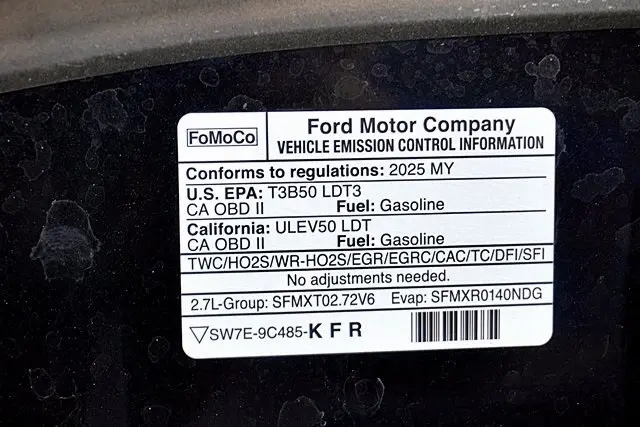 FoMoCo
Ford Motor Company
VEHICLE EMISSION CONTROL INFORMATION
Conforms to regulations: 2025 MY
U.S. EPA: T3B50 LDT3
CA OBD II Fuel: Gasoline
California: ULEV50 LDT
CA OBD II Fuel: Gasoline
TWC/HO2S/WR-HO2S/EGR/EGRC/CAC/TC/DFI/SFI
No adjustments needed.
2.7L-Group: SFMXT02.72V6 Evap: SFMXR0140NDG
SW7E-9C485-K F R